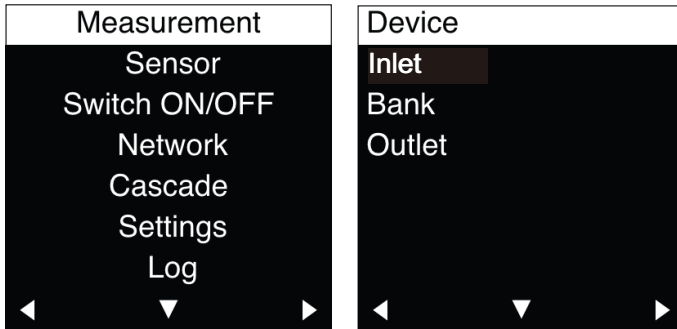 Measurement
Sensor
Switch ON/OFF
Network
Cascade
Settings
Log
Device
Inlet
Bank
Outlet